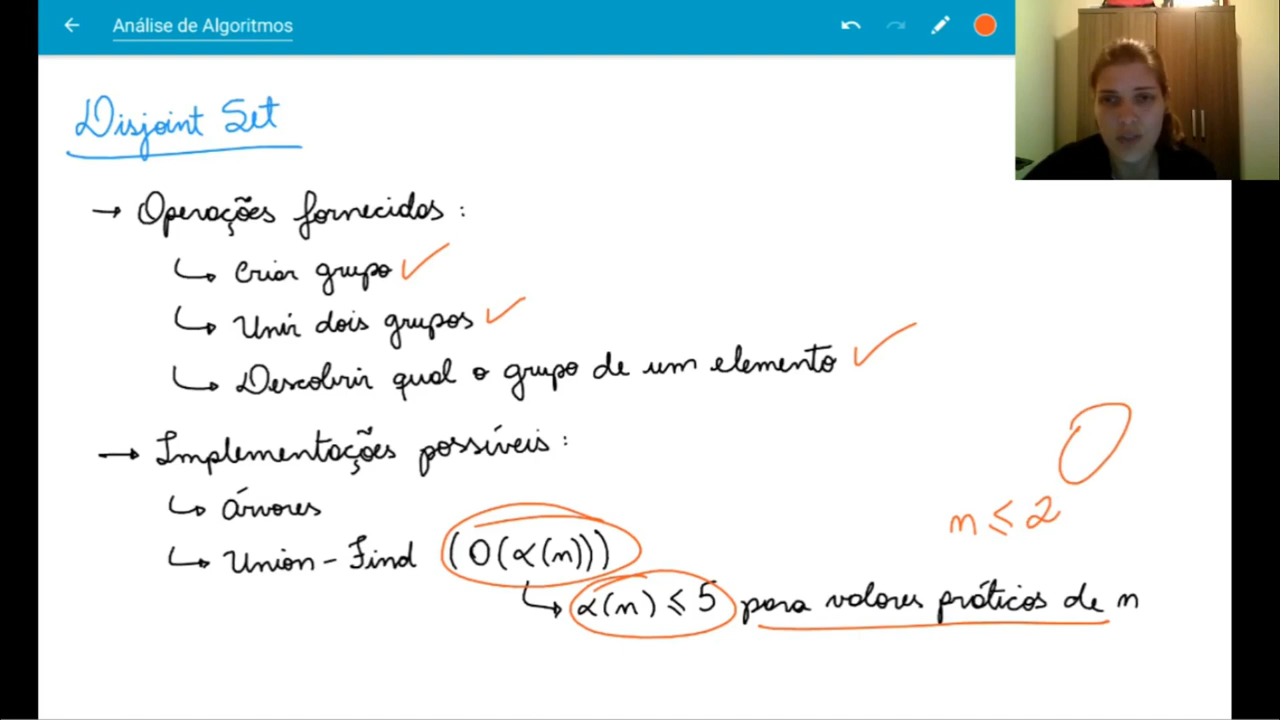 Análise de Algoritmos
Disjoint Set
→ Operações fornecidas :
↳ Criar grupo ✓
↳ Unir dois grupos ✓
↳ Descobrir qual o grupo de um elemento ✓
→ Implementações possíveis :
↳ Árvores
n ≤ 2
↳ Union-Find (O(α(n)))
↳ α(n) ≤ 5 para valores práticos de n